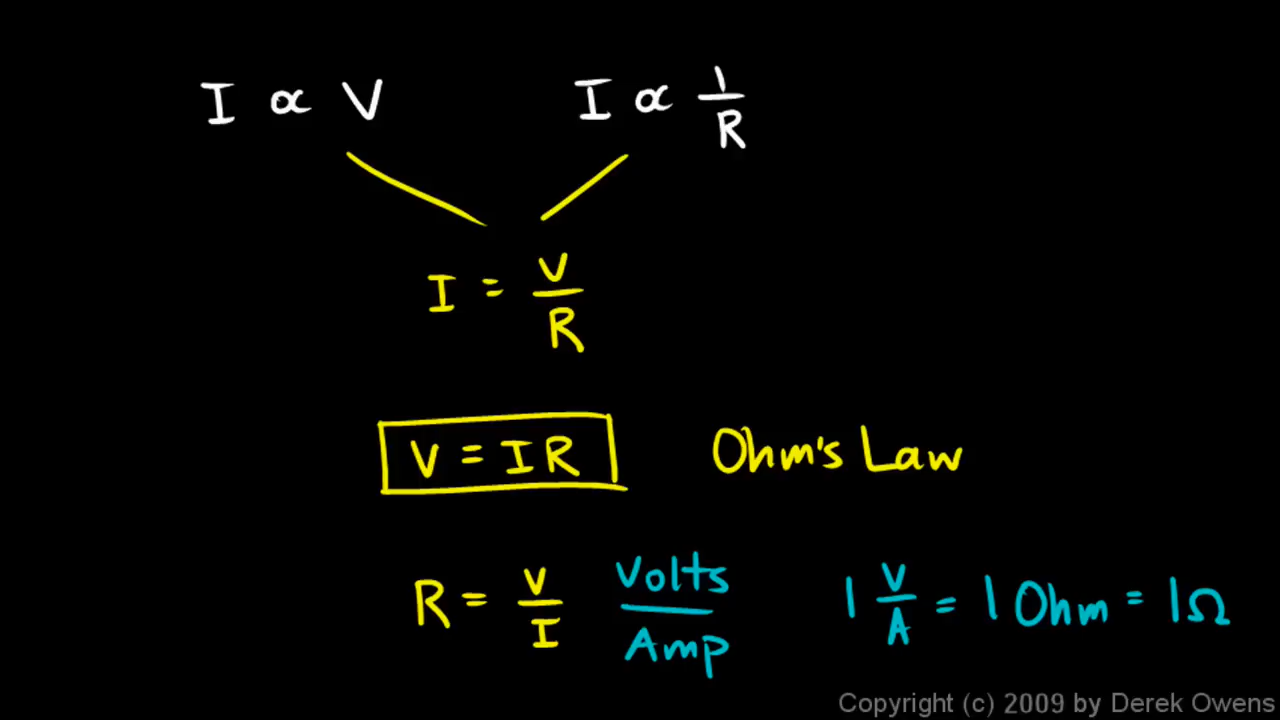 I ∝ V    I ∝ 1/R
I = V/R
V = IR    Ohm's Law
R = V/I    Volts/Amp    1 V/A = 1 Ohm = 1Ω
Copyright (c) 2009 by Derek Owens